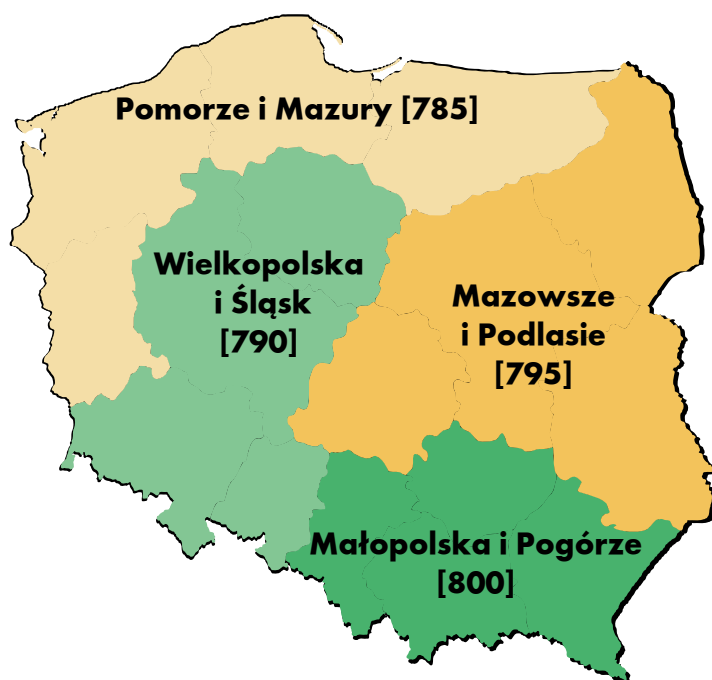 Pomorze i Mazury [785]
Wielkopolska
i Śląsk
[790]
Mazowsze
i Podlasie
[795]
Małopolska i Pogórze
[800]